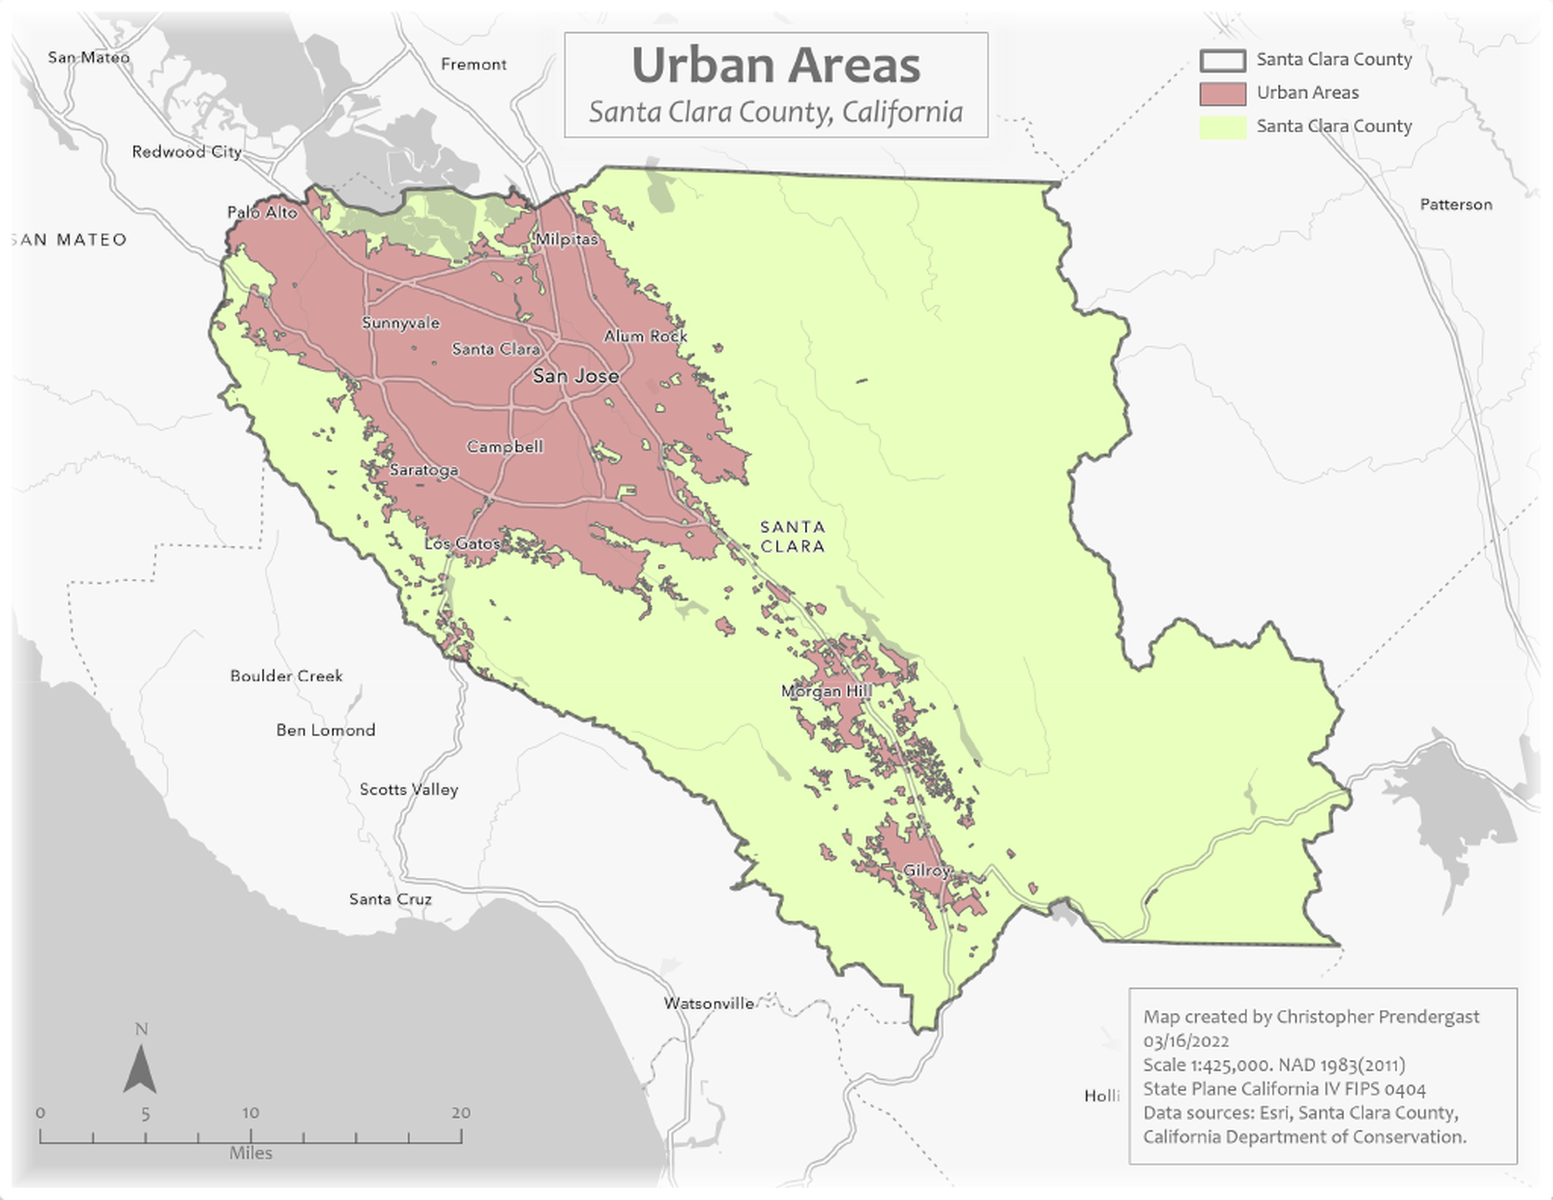 Urban Areas
Santa Clara County, California
Santa Clara County
Urban Areas
Santa Clara County
San Mateo
Fremont
Redwood City
Palo Alto
SAN MATEO
Milpitas
Patterson
Sunnyvale
Santa Clara
Alum Rock
San Jose
Campbell
Saratoga
Los Gatos
SANTA
CLARA
Boulder Creek
Morgan Hill
Ben Lomond
Scotts Valley
Gilroy
Santa Cruz
Watsonville
Holli
N
0 5 10 20
Miles
Map created by Christopher Prendergast
03/16/2022
Scale 1:425,000. NAD 1983(2011)
State Plane California IV FIPS 0404
Data sources: Esri, Santa Clara County,
California Department of Conservation.